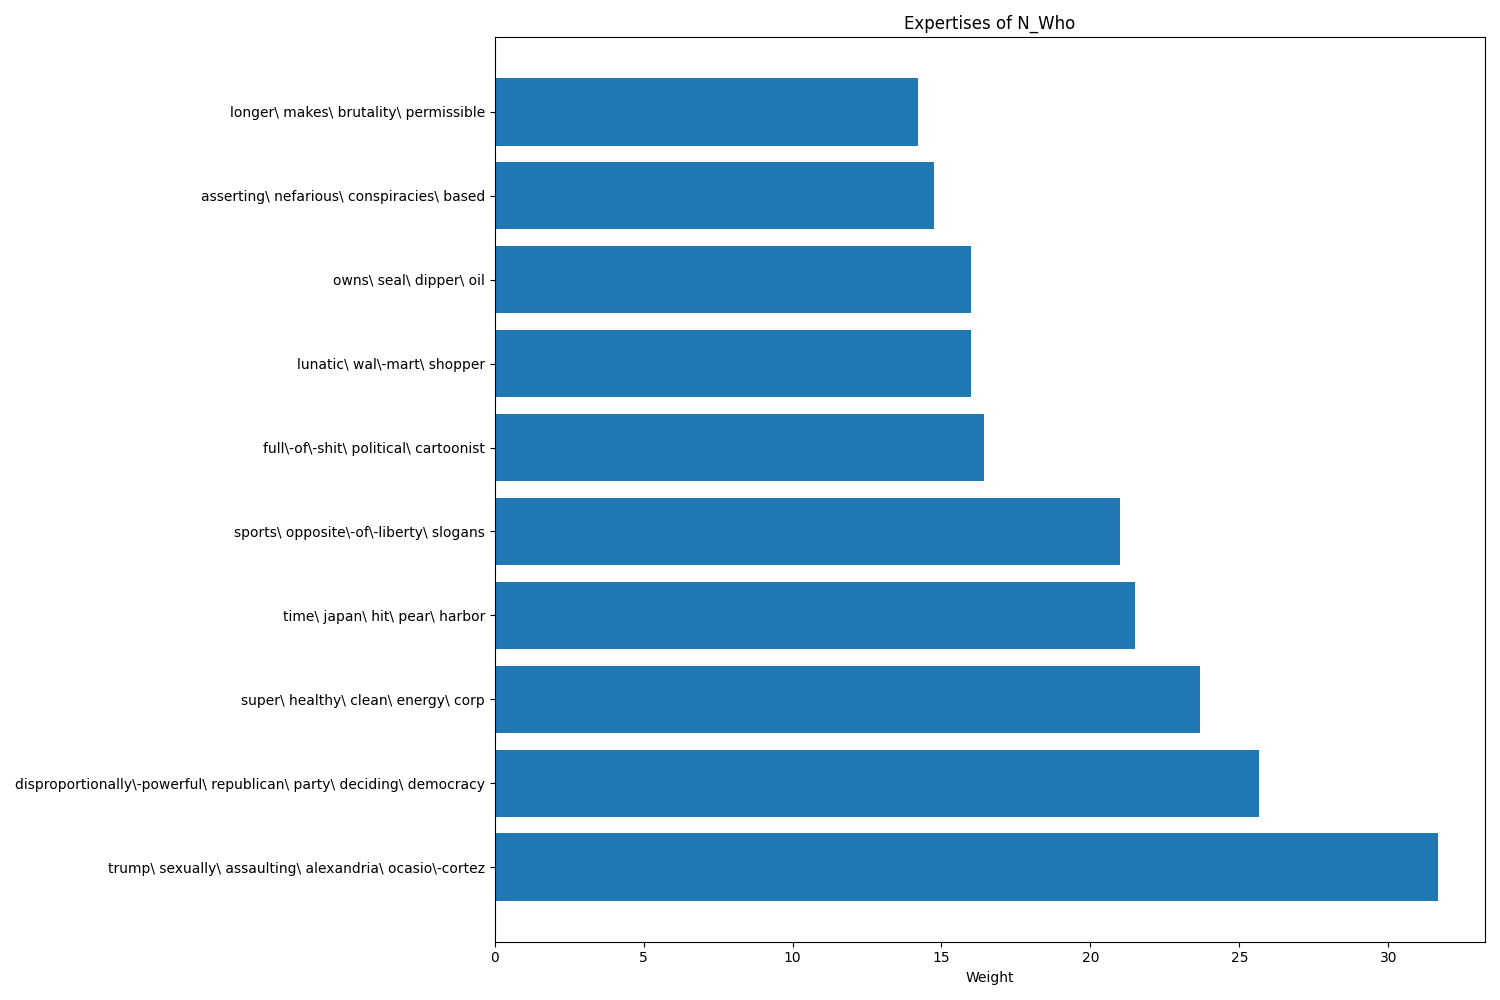 Expertises of N_Who
longer\ makes\ brutality\ permissible
asserting\ nefarious\ conspiracies\ based
owns\ seal\ dipper\ oil
lunatic\ wal\-mart\ shopper
full\-of\-shit\ political\ cartoonist
sports\ opposite\-of\-liberty\ slogans
time\ japan\ hit\ pear\ harbor
super\ healthy\ clean\ energy\ corp
disproportionally\-powerful\ republican\ party\ deciding\ democracy
trump\ sexually\ assaulting\ alexandria\ ocasio\-cortez
0 5 10 15 20 25 30
Weight